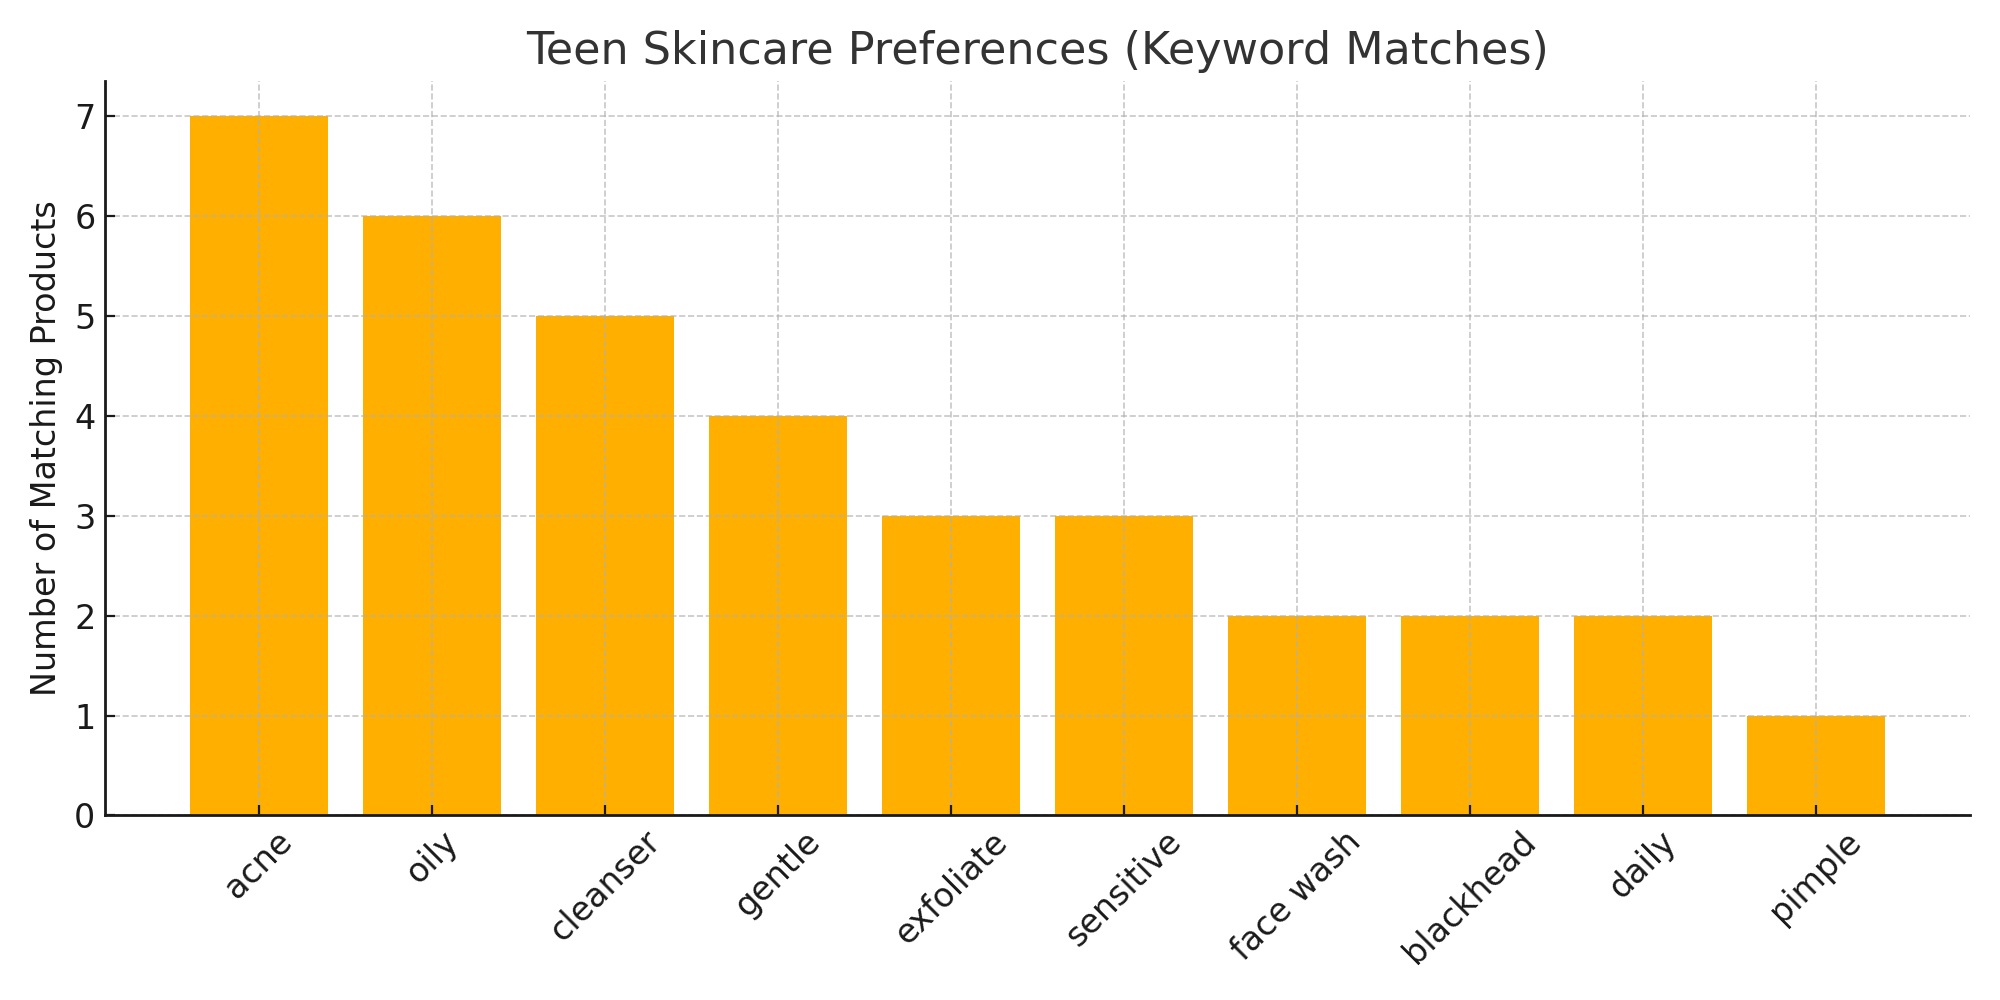 Teen Skincare Preferences (Keyword Matches)
Number of Matching Products
7
6
5
4
3
2
1
0
acne
oily
cleanser
gentle
exfoliate
sensitive
face wash
blackhead
daily
pimple